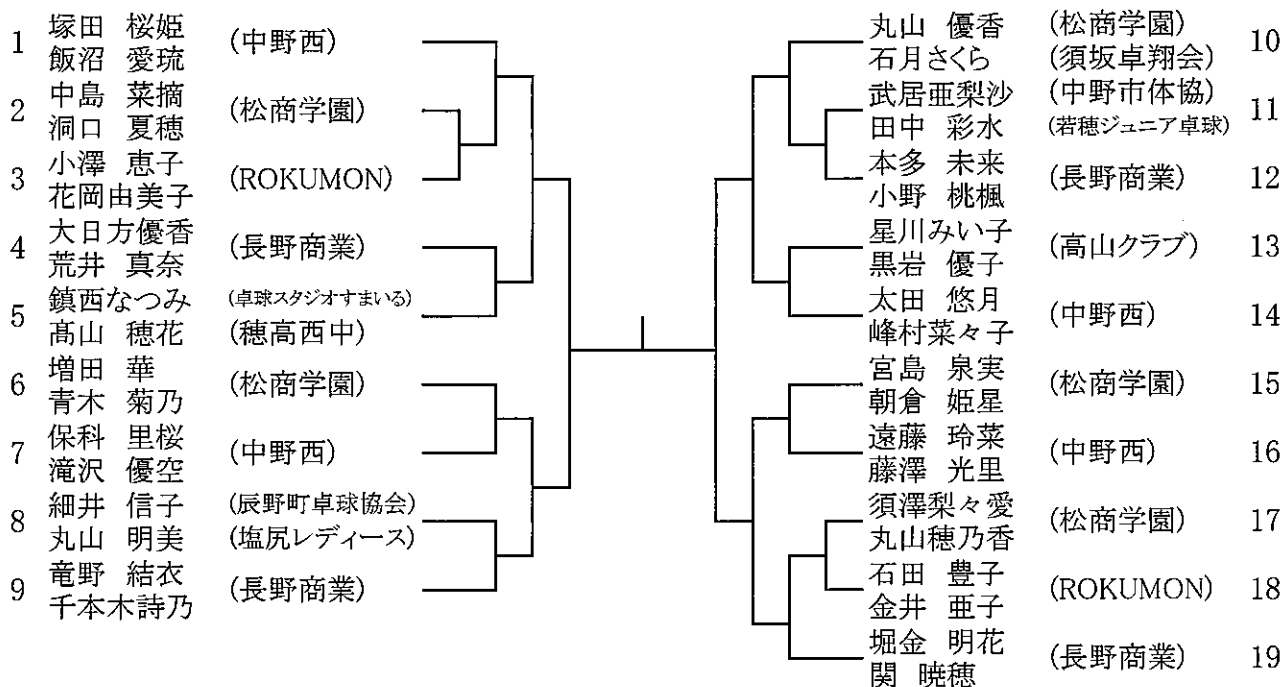 1 塚田 桜姫 (中野西)
飯沼 愛琉
2 中島 菜摘 (松商学園)
洞口 夏穂
3 小澤 恵子 (ROKUMON)
花岡由美子
4 大日方優香 (長野商業)
荒井 真奈
5 鎮西なつみ (卓球スタジオすまいる)
髙山 穂花 (穂高西中)
6 増田 華 (松商学園)
青木 菊乃
7 保科 里桜 (中野西)
滝沢 優空
8 細井 信子 (辰野町卓球協会)
丸山 明美 (塩尻レディース)
9 竜野 結衣 (長野商業)
千本木詩乃
丸山 優香 (松商学園) 10
石月さくら (須坂卓翔会)
武居亜梨沙 (中野市体協) 11
田中 彩水 (若穂ジュニア卓球)
本多 未来 (長野商業) 12
小野 桃楓
星川みい子 (高山クラブ) 13
黒岩 優子
太田 悠月 (中野西) 14
峰村菜々子
宮島 泉実 (松商学園) 15
朝倉 姫星
遠藤 玲菜 (中野西) 16
藤澤 光里
須澤梨々愛 (松商学園) 17
丸山穂乃香
石田 豊子 (ROKUMON) 18
金井 亜子
堀金 明花 (長野商業) 19
関 暁穂